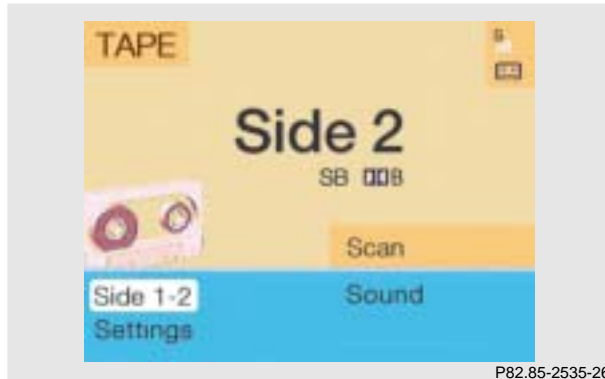 TAPE
Side 2
SB B
Scan
Side 1-2
Sound
Settings
P82.85-2535-26